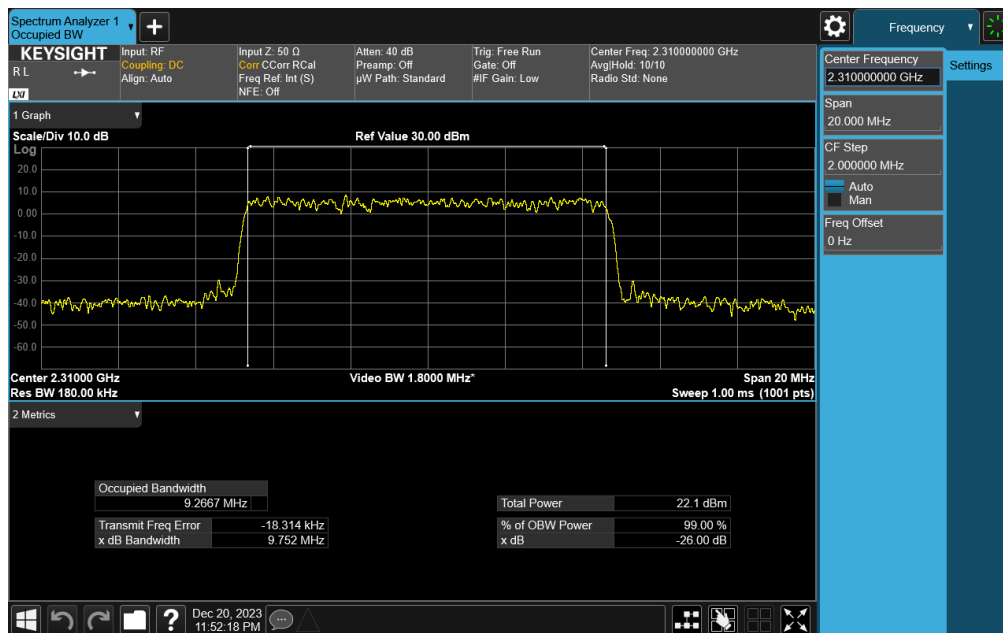 Spectrum Analyzer 1
Occupied BW
Frequency
KEYSIGHT
R L
LXI
Input: RF
Coupling: DC
Align: Auto
Input Z: 50 Ω
Corr CCorr RCal
Freq Ref: Int (S)
NFE: Off
Atten: 40 dB
Preamp: Off
µW Path: Standard
Trig: Free Run
Gate: Off
#IF Gain: Low
Center Freq: 2.310000000 GHz
Avg|Hold: 10/10
Radio Std: None
Center Frequency
2.310000000 GHz
Settings
Span
20.000 MHz
CF Step
2.000000 MHz
Auto
Man
Freq Offset
0 Hz
1 Graph
Scale/Div 10.0 dB
Ref Value 30.00 dBm
Log
20.0
10.0
0.00
-10.0
-20.0
-30.0
-40.0
-50.0
-60.0
Center 2.31000 GHz
Video BW 1.8000 MHz*
Span 20 MHz
Res BW 180.00 kHz
Sweep 1.00 ms (1001 pts)
2 Metrics
Occupied Bandwidth
9.2667 MHz
Total Power 22.1 dBm
Transmit Freq Error -18.314 kHz
% of OBW Power 99.00 %
x dB Bandwidth 9.752 MHz
x dB -26.00 dB
?
Dec 20, 2023
11:52:18 PM